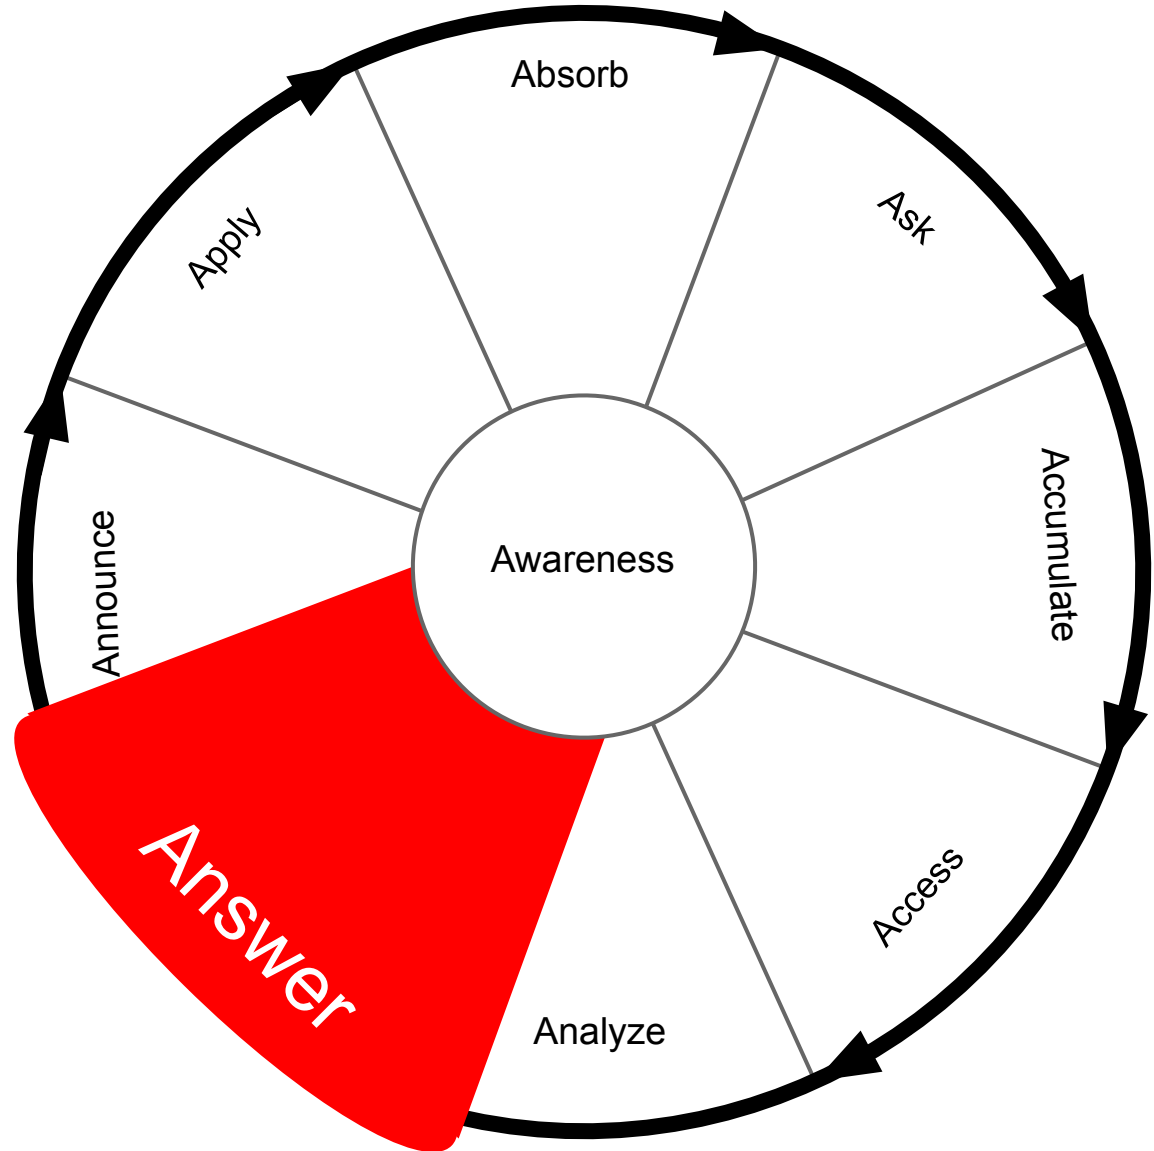 Absorb
Ask
Accumulate
Access
Analyze
Answer
Announce
Apply
Awareness